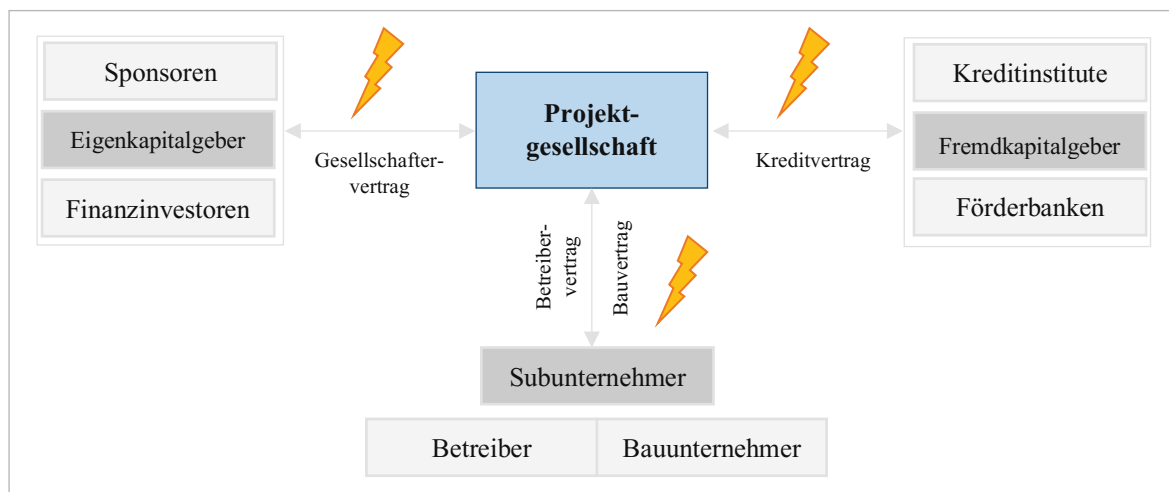 Sponsoren
Eigenkapitalgeber
Finanzinvestoren
Gesellschafter-
vertrag
Projekt-
gesellschaft
Kreditvertrag
Kreditinstitute
Fremdkapitalgeber
Förderbanken
Betreiber-
vertrag
Bauvertrag
Subunternehmer
Betreiber
Bauunternehmer